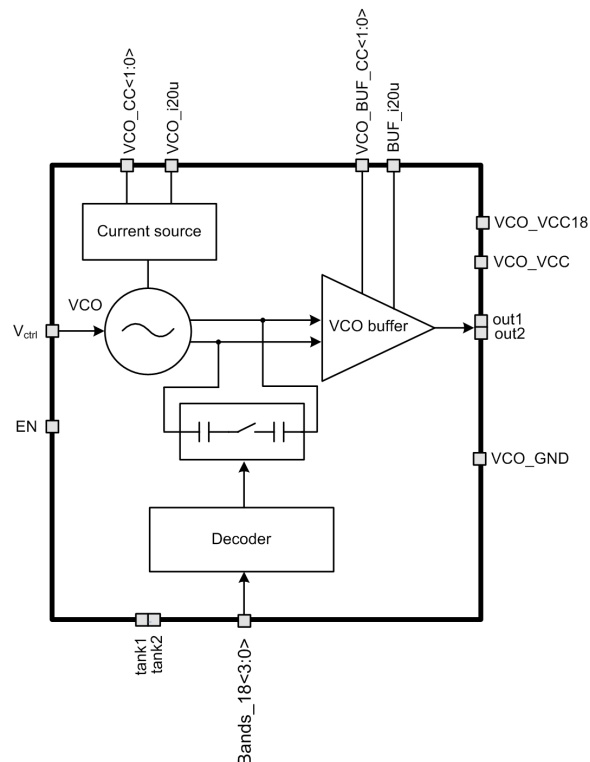 VCO_CC<1:0>
VCO_i20u
VCO_BUF_CC<1:0>
BUF_i20u
Current source
VCO_VCC18
VCO_VCC
VCO
Vctrl
VCO buffer
out1
out2
EN
VCO_GND
Decoder
tank1
tank2
Bands_18<3:0>